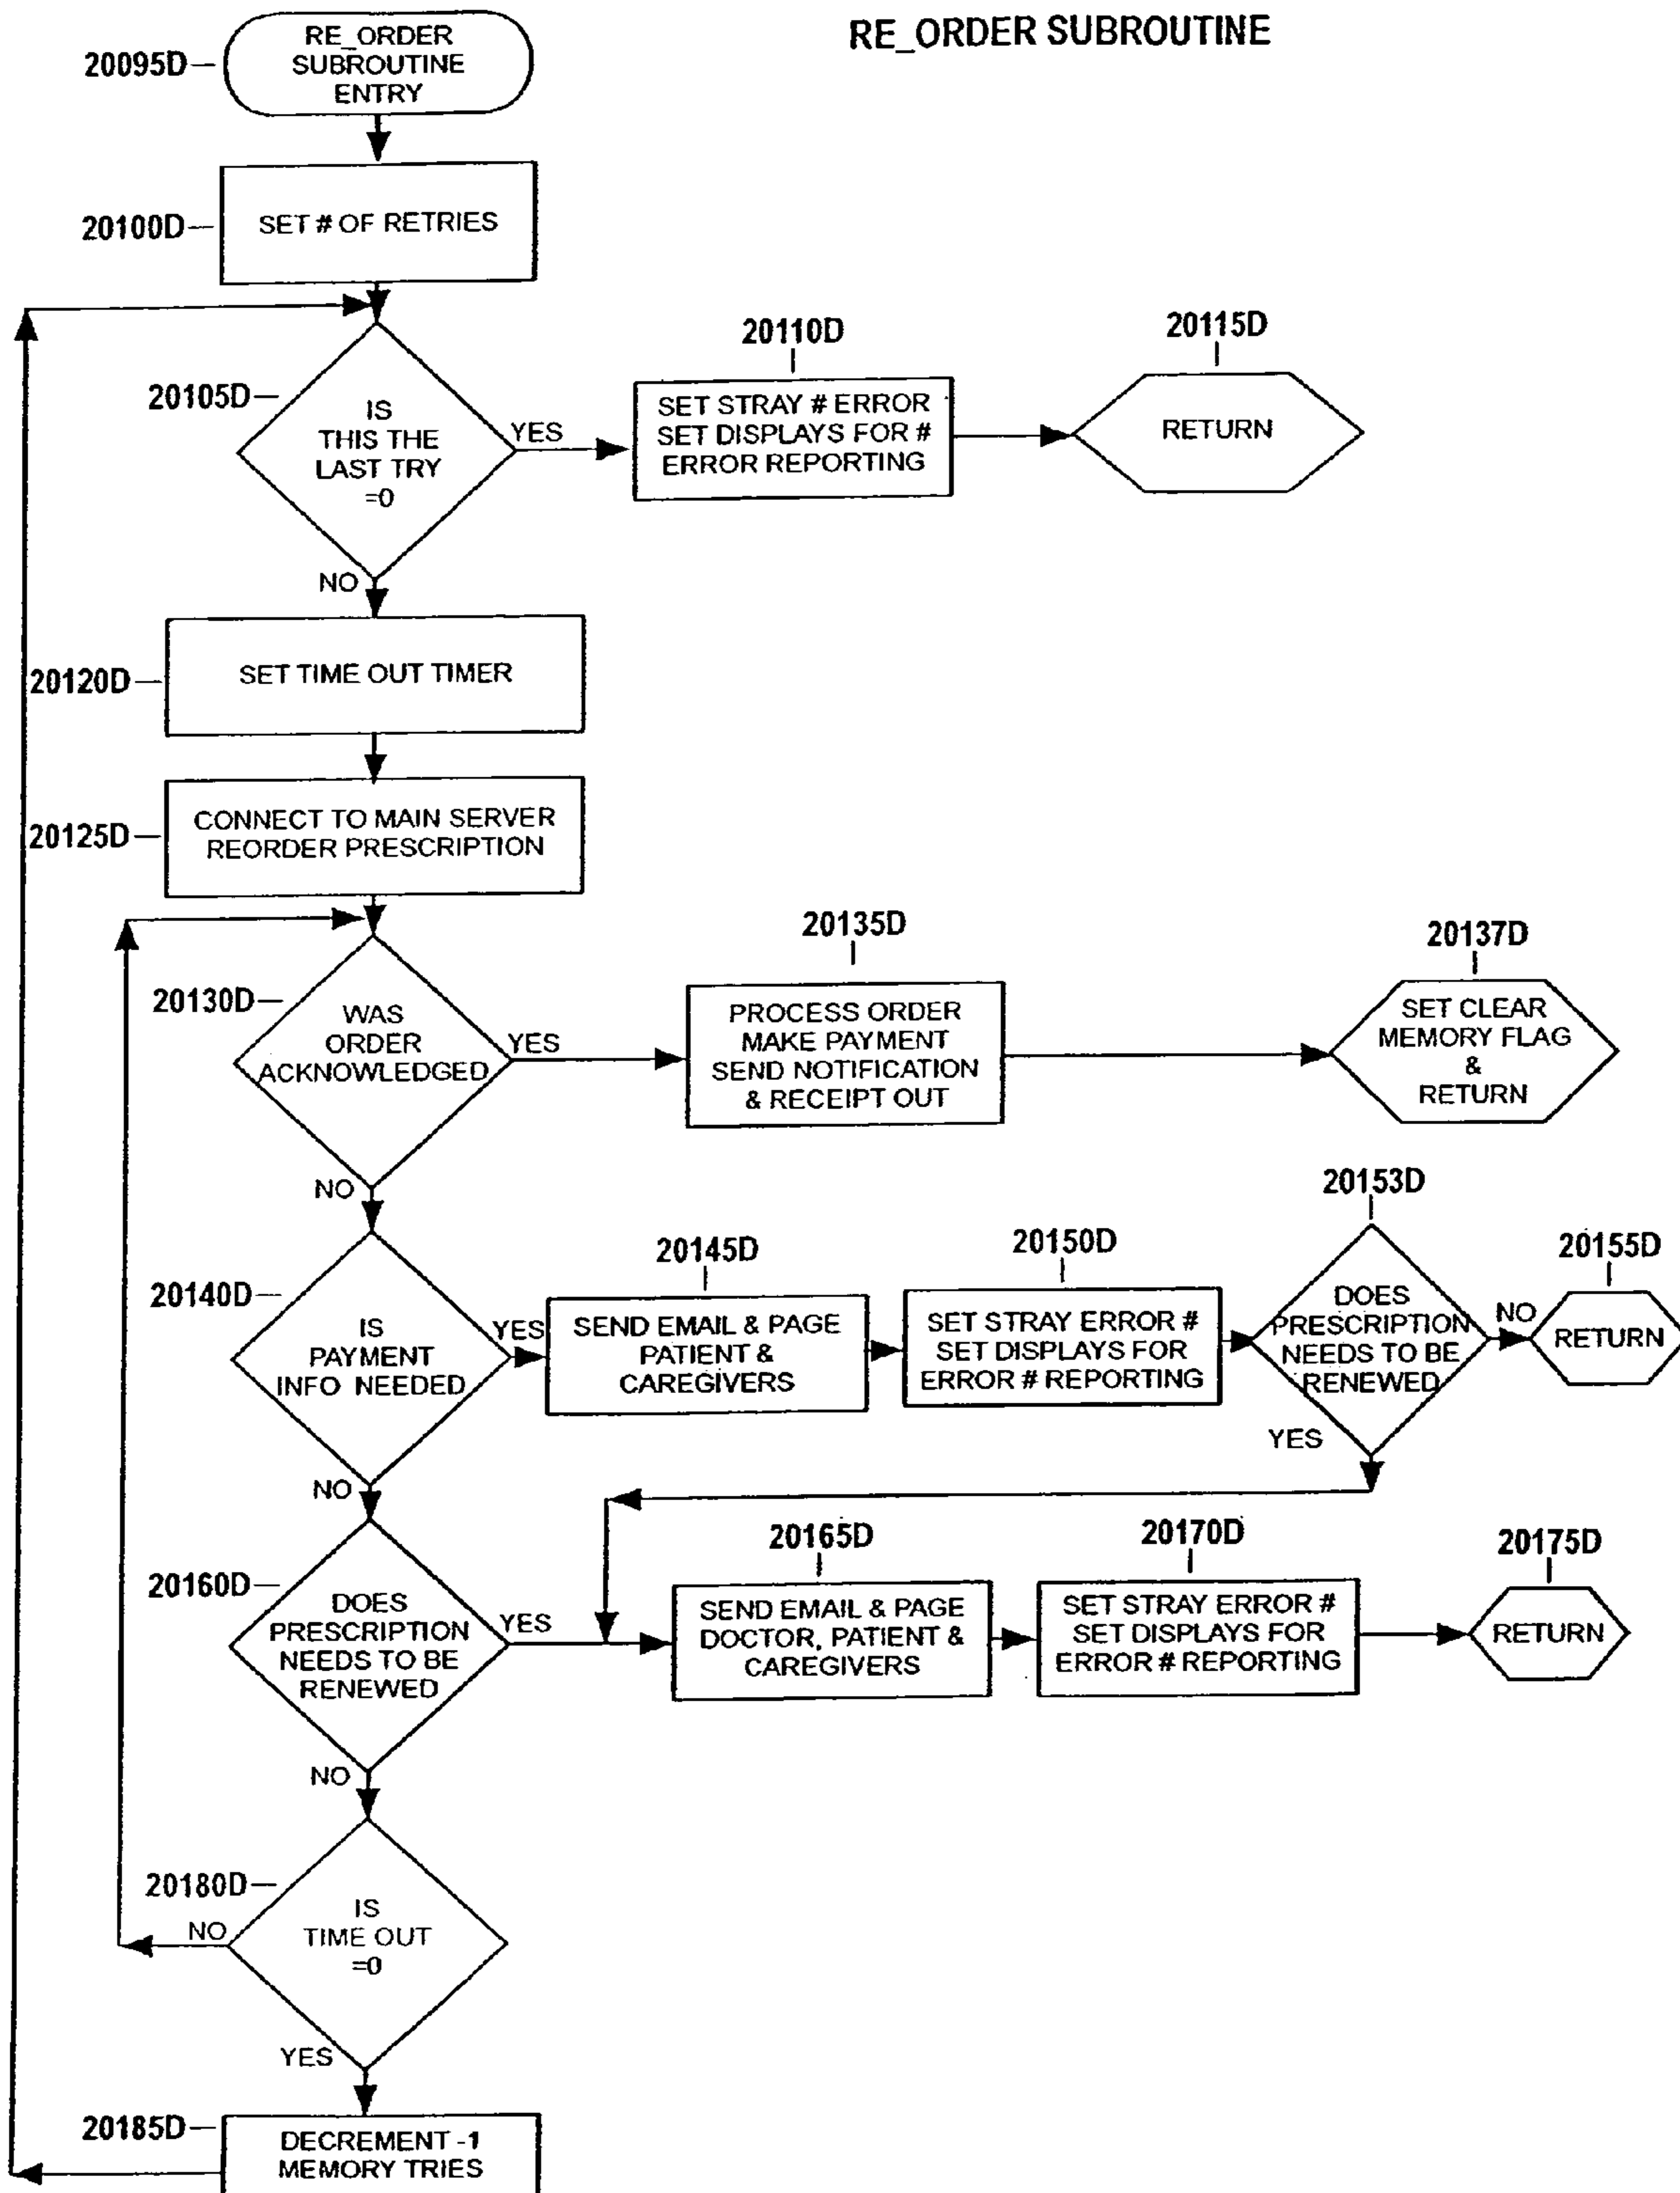 RE_ORDER SUBROUTINE
20095D
RE_ORDER
SUBROUTINE
ENTRY
20100D
SET # OF RETRIES
20105D
IS
THIS THE
LAST TRY
=0
YES
NO
20110D
SET STRAY # ERROR
SET DISPLAYS FOR #
ERROR REPORTING
20115D
RETURN
20120D
SET TIME OUT TIMER
20125D
CONNECT TO MAIN SERVER
REORDER PRESCRIPTION
20130D
WAS
ORDER
ACKNOWLEDGED
YES
NO
20135D
PROCESS ORDER
MAKE PAYMENT
SEND NOTIFICATION
& RECEIPT OUT
20137D
SET CLEAR
MEMORY FLAG
&
RETURN
20140D
IS
PAYMENT
INFO NEEDED
YES
NO
20145D
SEND EMAIL & PAGE
PATIENT &
CAREGIVERS
20150D
SET STRAY ERROR #
SET DISPLAYS FOR
ERROR # REPORTING
20153D
DOES
PRESCRIPTION
NEEDS TO BE
RENEWED
NO
YES
20155D
RETURN
20160D
DOES
PRESCRIPTION
NEEDS TO BE
RENEWED
YES
NO
20165D
SEND EMAIL & PAGE
DOCTOR, PATIENT &
CAREGIVERS
20170D
SET STRAY ERROR #
SET DISPLAYS FOR
ERROR # REPORTING
20175D
RETURN
20180D
IS
TIME OUT
=0
NO
YES
20185D
DECREMENT -1
MEMORY TRIES